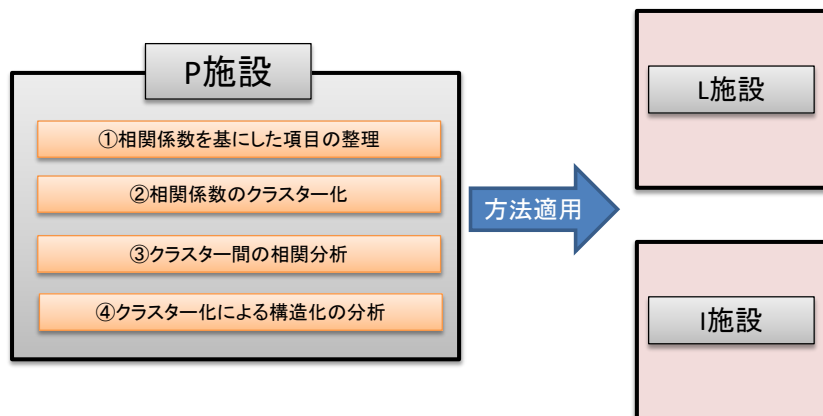 P施設
①相関係数を基にした項目の整理
②相関係数のクラスター化
③クラスター間の相関分析
④クラスター化による構造化の分析
方法適用
L施設
I施設